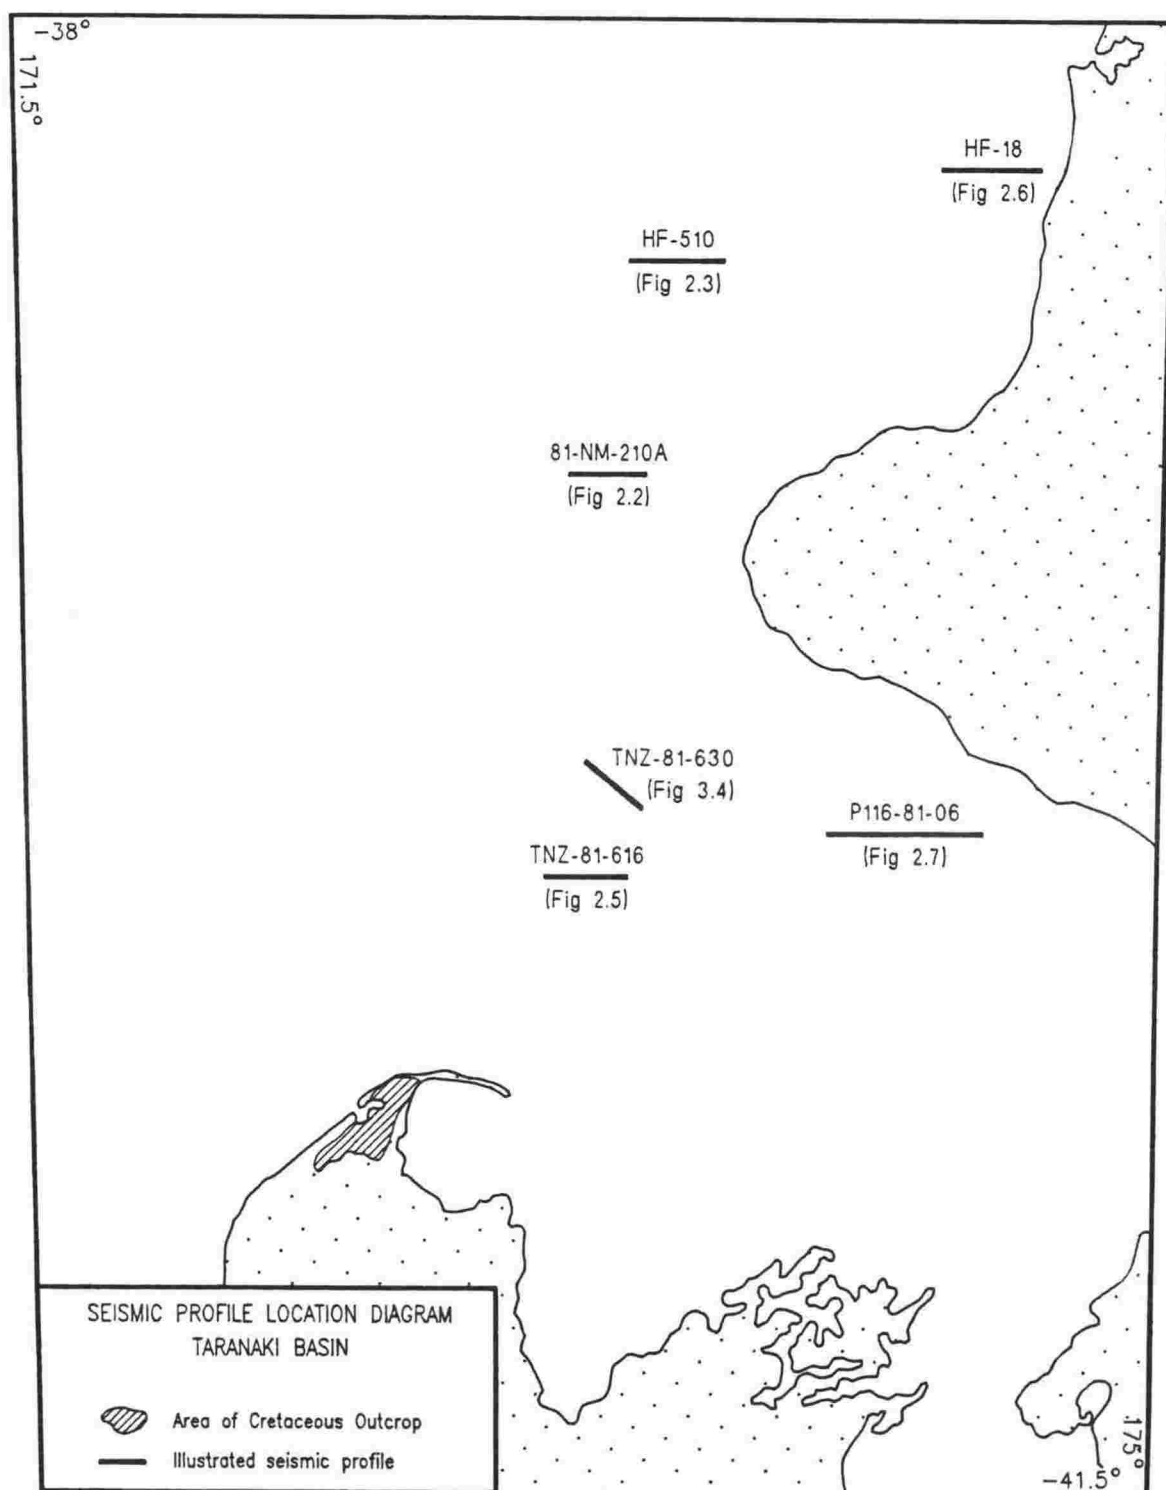 -38°
171.5°
HF-18
(Fig 2.6)
HF-510
(Fig 2.3)
81-NM-210A
(Fig 2.2)
TNZ-81-630
(Fig 3.4)
P116-81-06
(Fig 2.7)
TNZ-81-616
(Fig 2.5)
SEISMIC PROFILE LOCATION DIAGRAM
TARANAKI BASIN
Area of Cretaceous Outcrop
Illustrated seismic profile
175°
-41.5°